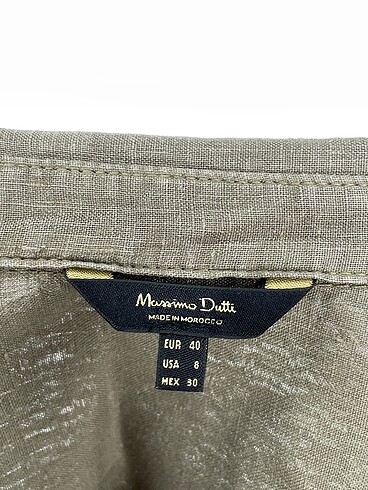 Massimo Dutti
MADE IN MOROCCO
EUR 40
USA 8
MEX 30